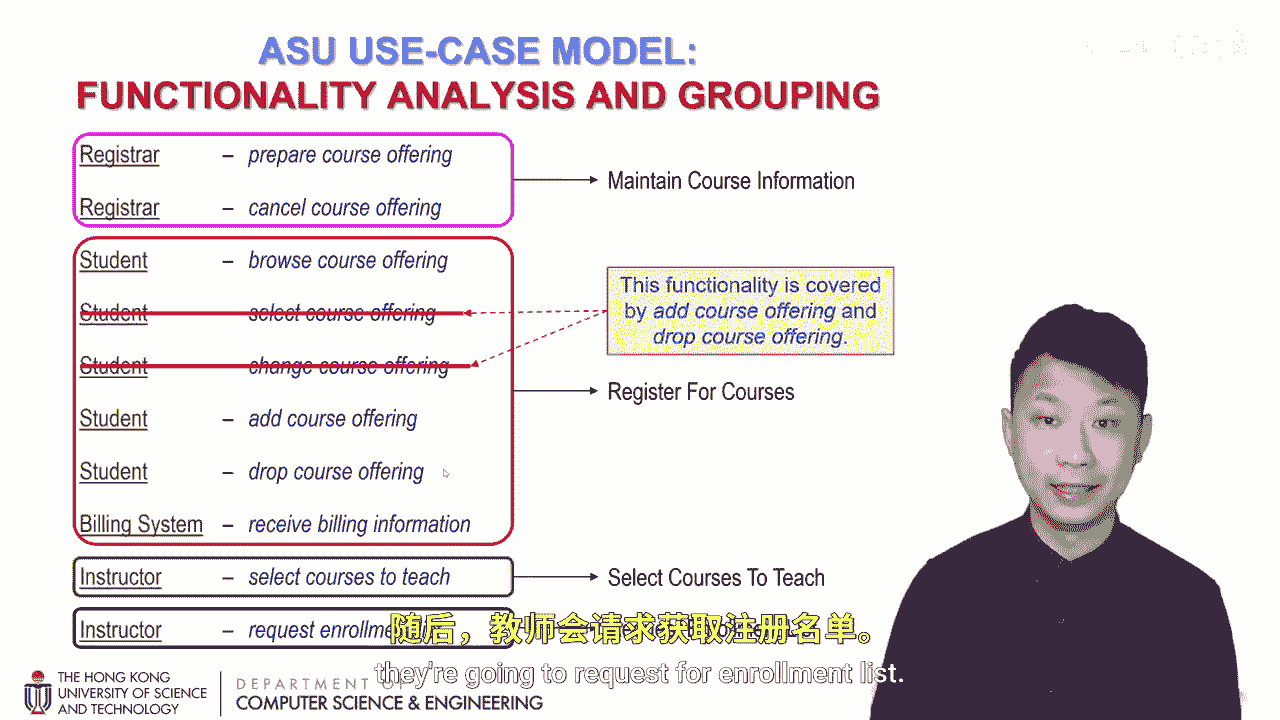 ASU USE-CASE MODEL:
FUNCTIONALITY ANALYSIS AND GROUPING
Registrar – prepare course offering
Registrar – cancel course offering
Maintain Course Information
Student – browse course offering
Student select course offering
Student change course offering
This functionality is covered
by add course offering and
drop course offering.
Student – add course offering
Student – drop course offering
Billing System – receive billing information
Register For Courses
Instructor – select courses to teach
Select Courses To Teach
Instructor – request
随后，教师会请求获取注册名单。
they're going to request for enrollment list.
THE HONG KONG
UNIVERSITY OF SCIENCE
AND TECHNOLOGY
DEPARTMENT OF
COMPUTER SCIENCE & ENGINEERING